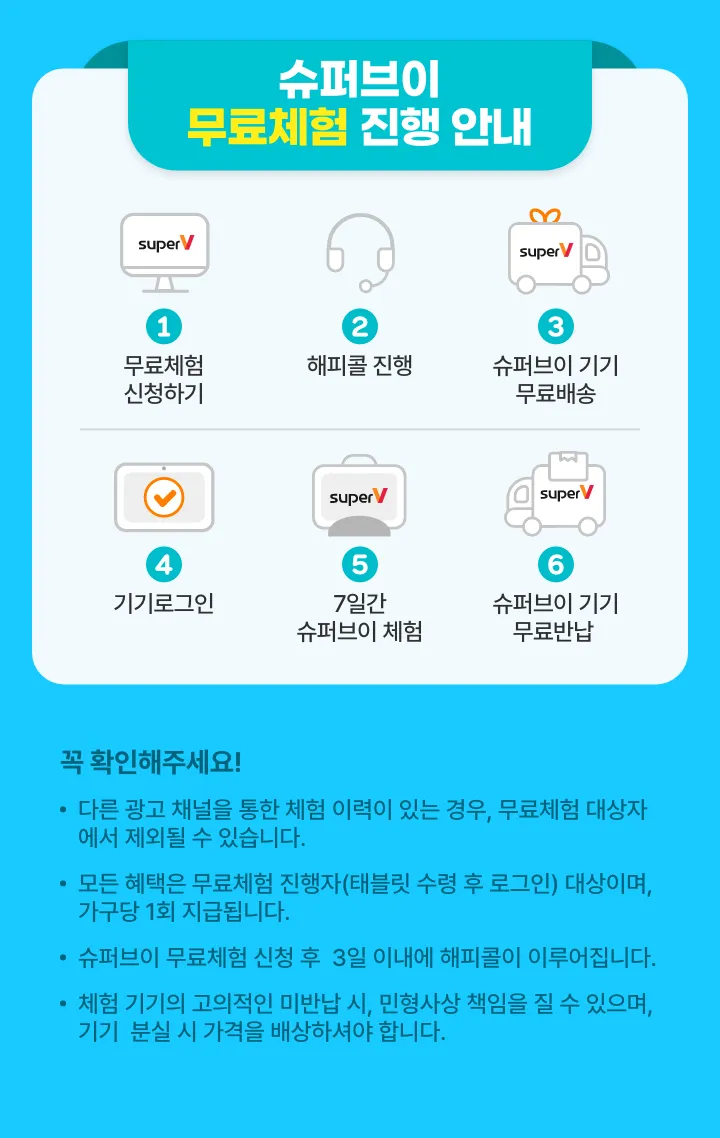 슈퍼브이
무료체험 진행 안내
superV
superV
1
2
3
무료체험
신청하기
해피콜 진행
슈퍼브이 기기
무료배송
superV
superV
4
5
6
기기로그인
7일간
슈퍼브이 체험
슈퍼브이 기기
무료반납
꼭 확인해주세요!
• 다른 광고 채널을 통한 체험 이력이 있는 경우, 무료체험 대상자
에서 제외될 수 있습니다.
• 모든 혜택은 무료체험 진행자(태블릿 수령 후 로그인) 대상이며,
가구당 1회 지급됩니다.
• 슈퍼브이 무료체험 신청 후 3일 이내에 해피콜이 이루어집니다.
• 체험 기기의 고의적인 미반납 시, 민형사상 책임을 질 수 있으며,
기기 분실 시 가격을 배상하셔야 합니다.